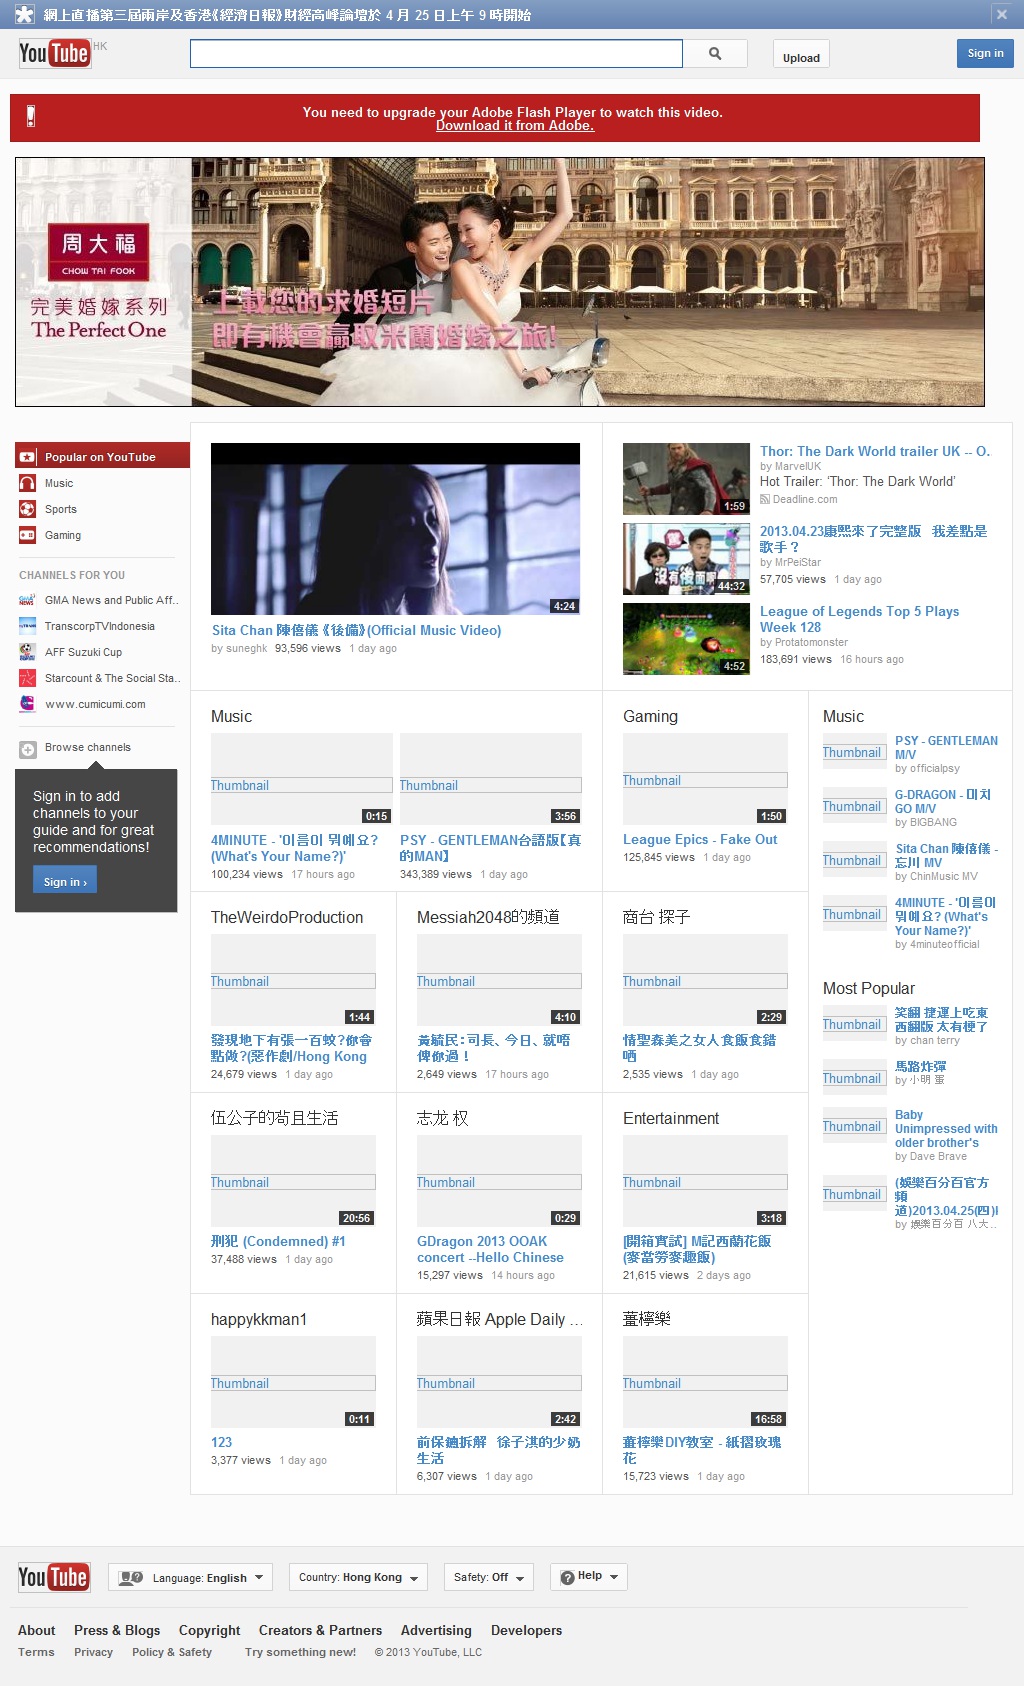 網上直播第三屆兩岸及香港《經濟日報》財經高峰論壇於 4 月 25 日上午 9 時開始
YouTube HK
Upload
Sign in
You need to upgrade your Adobe Flash Player to watch this video.
Download it from Adobe.
周大福
CHOW TAI FOOK
完美婚嫁系列
The Perfect One
上載您的求婚短片
即有機會贏取米蘭婚嫁之旅!
Popular on YouTube
Music
Sports
Gaming
CHANNELS FOR YOU
GMA News and Public Aff..
TranscorpTVIndonesia
AFF Suzuki Cup
Starcount & The Social Sta..
www.cumicumi.com
Browse channels
Sign in to add
channels to your
guide and for great
recommendations!
Sign in ›
4:24
Sita Chan 陳僖儀《後備》(Official Music Video)
by suneghk 93,596 views 1 day ago
1:59
Thor: The Dark World trailer UK -- O.
by MarvelUK
Hot Trailer: ‘Thor: The Dark World’
Deadline.com
沒有後面啊
44:32
2013.04.23康熙來了完整版 我差點是
歌手？
by MrPeiStar
57,705 views 1 day ago
4:52
League of Legends Top 5 Plays
Week 128
by Protatomonster
183,691 views 16 hours ago
Music
Thumbnail
0:15
4MINUTE - '이름이 뭐예요?
(What's Your Name?)'
100,234 views 17 hours ago
Thumbnail
3:56
PSY - GENTLEMAN台語版【真
的MAN】
343,389 views 1 day ago
Gaming
Thumbnail
1:50
League Epics - Fake Out
125,845 views 1 day ago
TheWeirdoProduction
Thumbnail
1:44
發現地下有張一百蚊?你會
點做?(惡作劇/Hong Kong
24,679 views 1 day ago
Messiah2048的頻道
Thumbnail
4:10
黃毓民：司長、今日、就唔
俾你過！
2,649 views 17 hours ago
商台 探子
Thumbnail
2:29
情聖森美之女人食飯食錯
哂
2,535 views 1 day ago
伍公子的苟且生活
Thumbnail
20:56
刑犯 (Condemned) #1
37,488 views 1 day ago
志龙 权
Thumbnail
0:29
GDragon 2013 OOAK
concert --Hello Chinese
15,297 views 14 hours ago
Entertainment
Thumbnail
3:18
[開箱實試] M記西蘭花飯
(麥當勞麥趣飯)
21,615 views 2 days ago
happykkman1
Thumbnail
0:11
123
3,377 views 1 day ago
蘋果日報 Apple Daily ...
Thumbnail
2:42
前保鑣拆解 徐子淇的少奶
生活
6,307 views 1 day ago
薑檸樂
Thumbnail
16:58
薑檸樂DIY教室 - 紙摺玫瑰
花
15,723 views 1 day ago
Music
Thumbnail
PSY - GENTLEMAN
M/V
by officialpsy
Thumbnail
G-DRAGON - 미치
GO M/V
by BIGBANG
Thumbnail
Sita Chan 陳僖儀 -
忘川 MV
by ChinMusic MV
Thumbnail
4MINUTE - '이름이
뭐예요? (What's
Your Name?)'
by 4minuteofficial
Most Popular
Thumbnail
笑翻 捷運上吃東
西翻版 太有梗了
by chan terry
Thumbnail
馬路炸彈
by 小明 蛋
Thumbnail
Baby
Unimpressed with
older brother's
by Dave Brave
Thumbnail
(娛樂百分百官方
頻
道)2013.04.25(四)
by 娛樂百分百 八大..
YouTube
Language: English
Country: Hong Kong
Safety: Off
Help
About Press & Blogs Copyright Creators & Partners Advertising Developers
Terms Privacy Policy & Safety Try something new! © 2013 YouTube, LLC